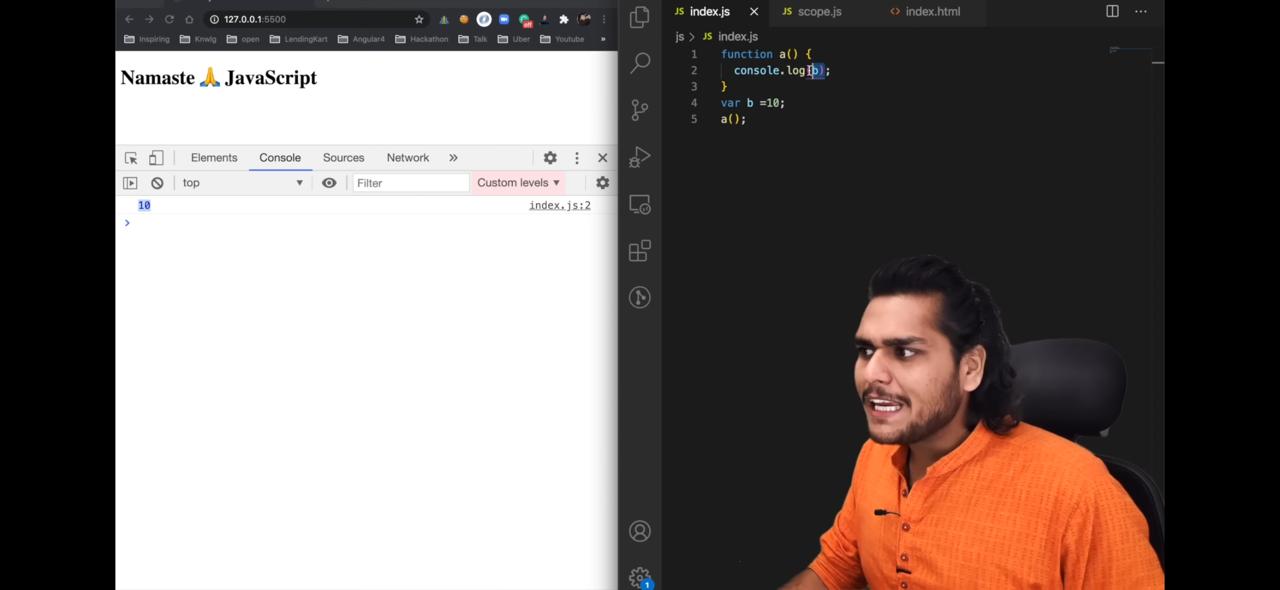 127.0.0.1:5500
Inspiring Knwlg open LendingKart Angular4 Hackathon Talk Uber Youtube »
Namaste 🙏 JavaScript
Elements Console Sources Network »
top ▼ Filter Custom levels ▼
10 index.js:2
>
JS index.js × JS scope.js <> index.html ···
js > JS index.js
1 function a() {
2 console.log(b);
3 }
4 var b =10;
5 a();
off
1